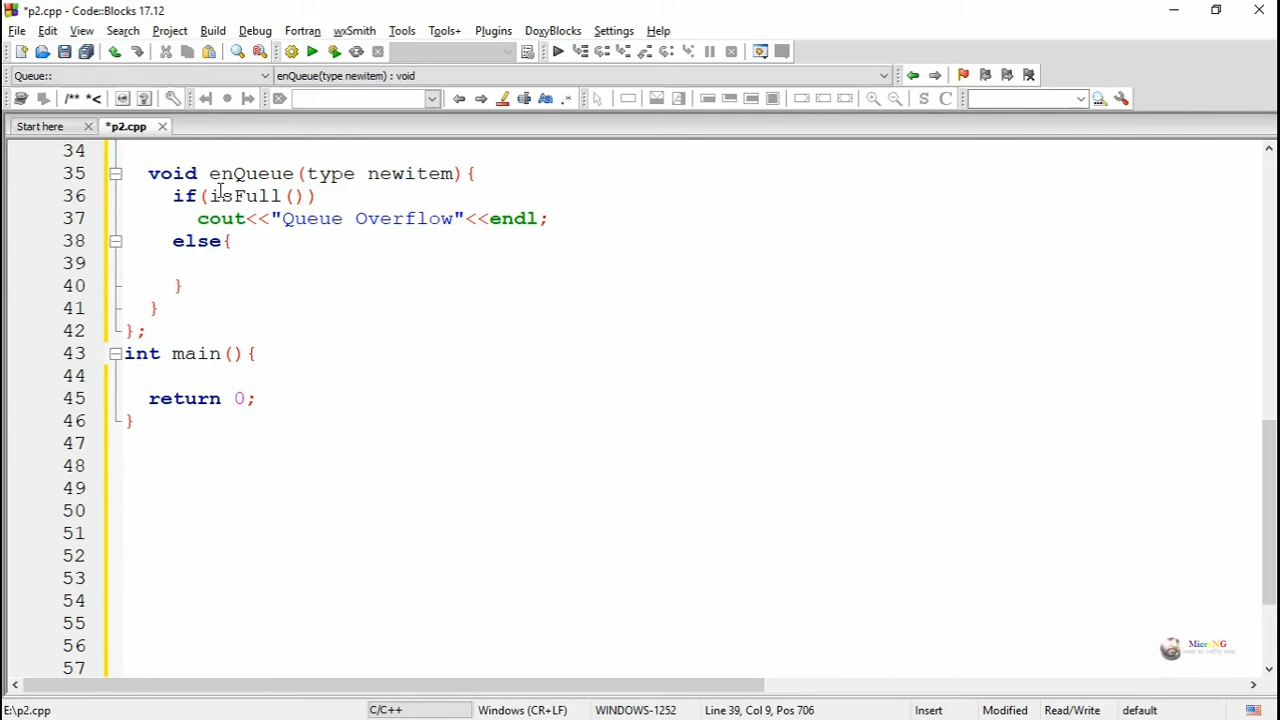 *p2.cpp - Code::Blocks 17.12
File Edit View Search Project Build Debug Fortran wxSmith Tools Tools+ Plugins DoxyBlocks Settings Help
Queue:: enQueue(type newitem) : void
/** *<
S C
Start here *p2.cpp
34
35 void enQueue(type newitem){
36 if(isFull())
37 cout<<"Queue Overflow"<<endl;
38 else{
39
40 }
41 }
42 };
43 int main(){
44
45 return 0;
46 }
47
48
49
50
51
52
53
54
55
56
57
MicroNG
E:\p2.cpp C/C++ Windows (CR+LF) WINDOWS-1252 Line 39, Col 9, Pos 706 Insert Modified Read/Write default